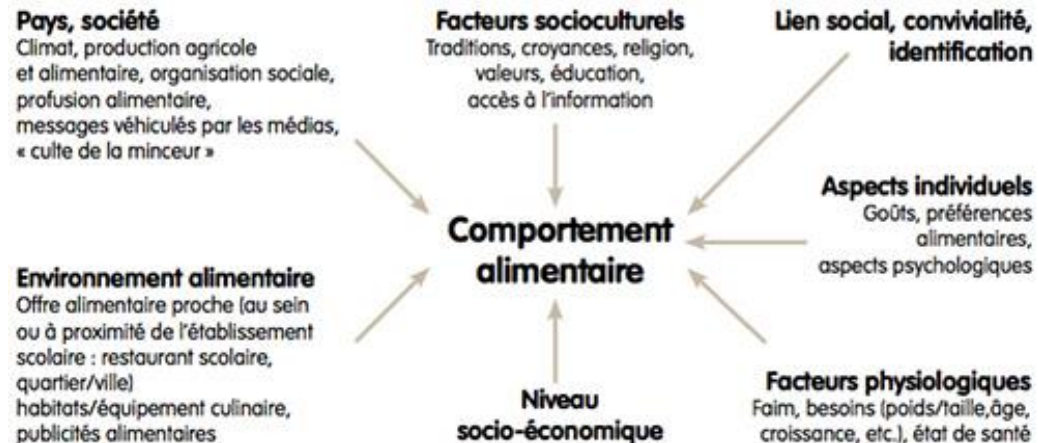 Pays, société
Climat, production agricole
et alimentaire, organisation sociale,
profusion alimentaire,
messages véhiculés par les médias,
« culte de la minceur »
Facteurs socioculturels
Traditions, croyances, religion,
valeurs, éducation,
accès à l'information
Lien social, convivialité,
identification
Aspects individuels
Goûts, préférences
alimentaires,
aspects psychologiques
Comportement
alimentaire
Environnement alimentaire
Offre alimentaire proche (au sein
ou à proximité de l'établissement
scolaire : restaurant scolaire,
quartier/ville)
habitats/équipement culinaire,
publicités alimentaires
Niveau
socio-économique
Facteurs physiologiques
Faim, besoins (poids/taille,âge,
croissance, etc.), état de santé